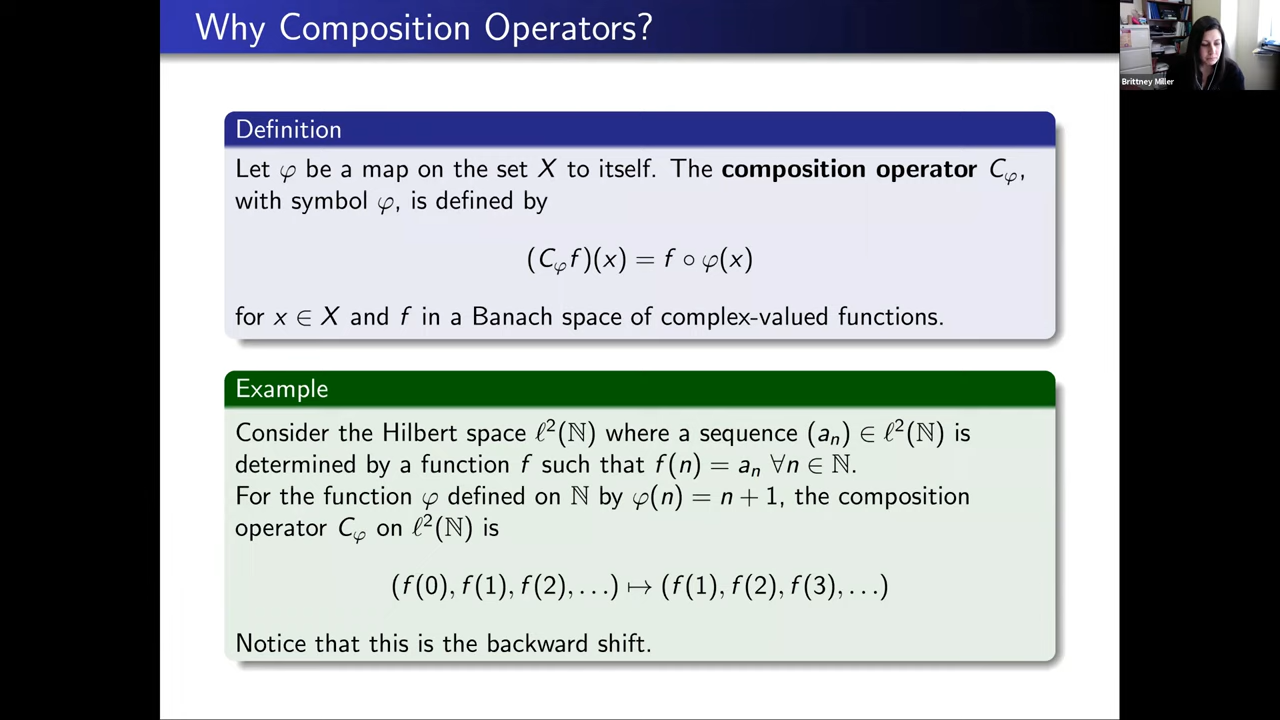 Why Composition Operators?
Brittney Miller
Definition
Let φ be a map on the set X to itself. The composition operator C_φ,
with symbol φ, is defined by
(C_φ f)(x) = f ∘ φ(x)
for x ∈ X and f in a Banach space of complex-valued functions.
Example
Consider the Hilbert space ℓ²(ℕ) where a sequence (a_n) ∈ ℓ²(ℕ) is
determined by a function f such that f(n) = a_n ∀n ∈ ℕ.
For the function φ defined on ℕ by φ(n) = n + 1, the composition
operator C_φ on ℓ²(ℕ) is
(f(0), f(1), f(2), ...) ↦ (f(1), f(2), f(3), ...)
Notice that this is the backward shift.